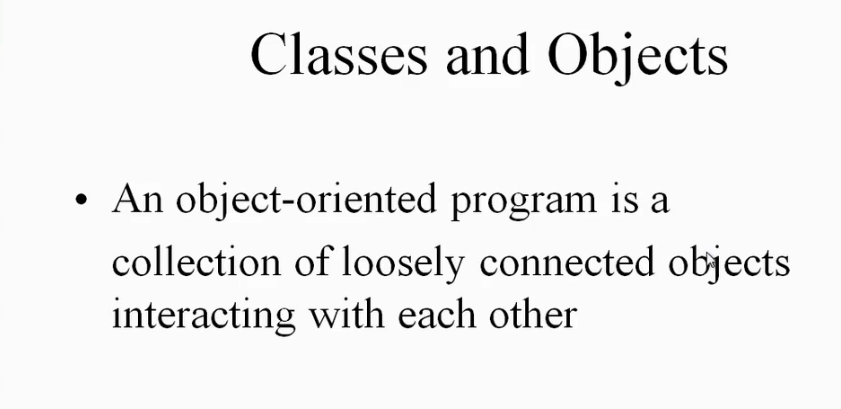 Classes and Objects
• An object-oriented program is a
collection of loosely connected objects
interacting with each other